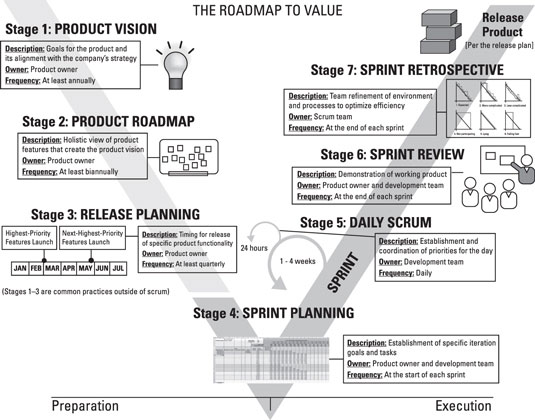 THE ROADMAP TO VALUE
Stage 1: PRODUCT VISION
Description: Goals for the product and
its alignment with the company's strategy
Owner: Product owner
Frequency: At least annually
Release
Product
[Per the release plan]
Stage 2: PRODUCT ROADMAP
Description: Holistic view of product
features that create the product vision
Owner: Product owner
Frequency: At least biannually
Stage 7: SPRINT RETROSPECTIVE
Description: Team refinement of environment
and processes to optimize efficiency
Owner: Scrum team
Frequency: At the end of each sprint
Stage 6: SPRINT REVIEW
Description: Demonstration of working product
Owner: Product owner and development team
Frequency: At the end of each sprint
Stage 3: RELEASE PLANNING
Highest-Priority
Features Launch
Next-Highest-Priority
Features Launch
JAN FEB MAR APR MAY JUN JUL
Description: Timing for release
of specific product functionality
Owner: Product owner
Frequency: At least quarterly
(Stages 1–3 are common practices outside of scrum)
24 hours
1 - 4 weeks
SPRINT
Stage 5: DAILY SCRUM
Description: Establishment and
coordination of priorities for the day
Owner: Development team
Frequency: Daily
Stage 4: SPRINT PLANNING
Description: Establishment of specific iteration
goals and tasks
Owner: Product owner and development team
Frequency: At the start of each sprint
Preparation
Execution